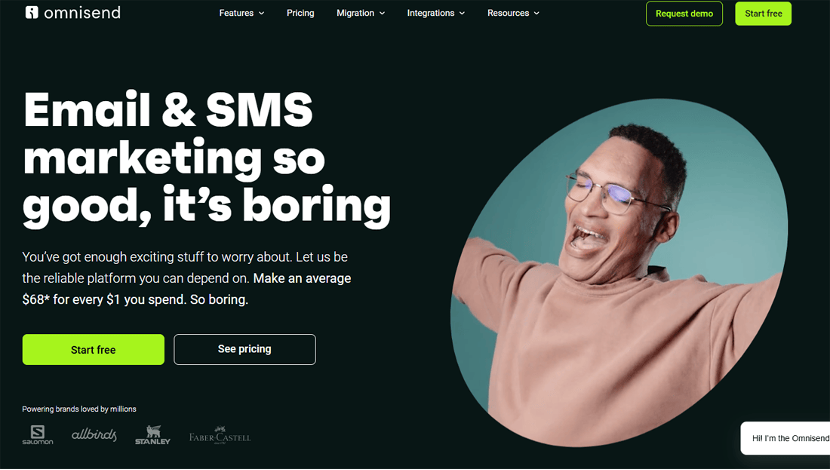 omnisend
Features
Pricing
Migration
Integrations
Resources
Request demo
Start free
Email & SMS
marketing so
good, it's boring
You've got enough exciting stuff to worry about. Let us be
the reliable platform you can depend on. Make an average
$68* for every $1 you spend. So boring.
Start free
See pricing
Powering brands loved by millions
salomon
allbirds
STANLEY
FABER-CASTELL
Hi! I'm the Omnisend